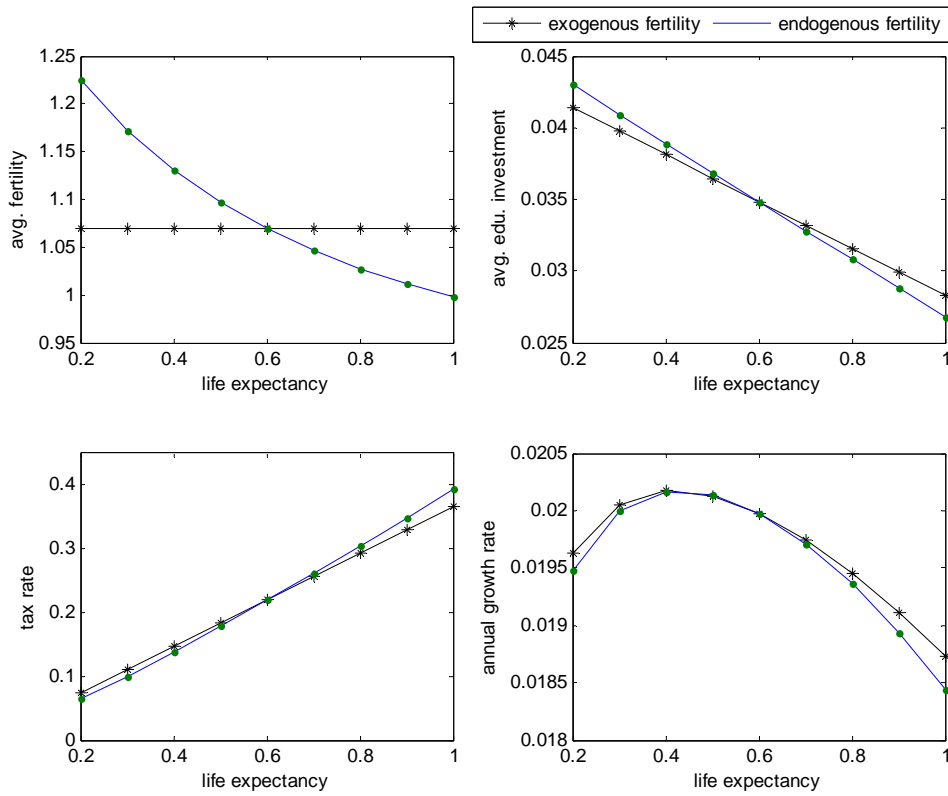 exogenous fertility endogenous fertility
1.25
1.2
1.15
1.1
1.05
1
0.95
avg. fertility
0.2 0.4 0.6 0.8 1
life expectancy
0.045
0.04
0.035
0.03
0.025
avg. edu. investment
0.2 0.4 0.6 0.8 1
life expectancy
0.4
0.3
0.2
0.1
0
tax rate
0.2 0.4 0.6 0.8 1
life expectancy
0.0205
0.02
0.0195
0.019
0.0185
0.018
annual growth rate
0.2 0.4 0.6 0.8 1
life expectancy